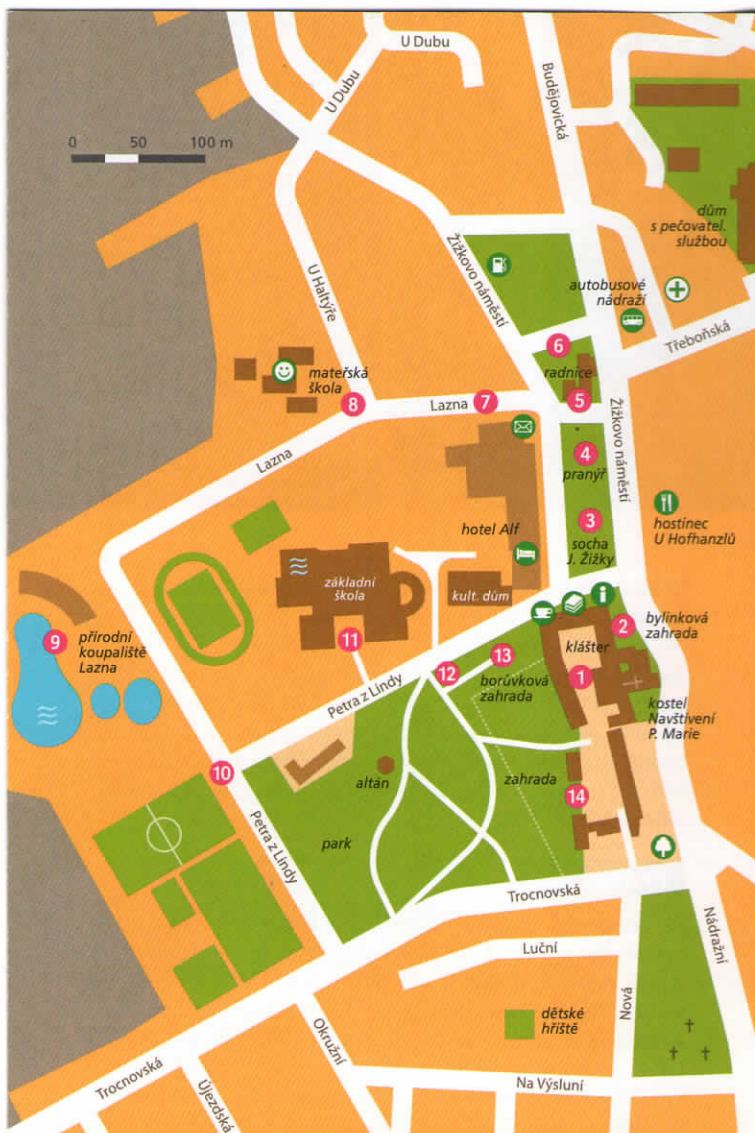 U Dubu
U Dubu
Budějovická
0 50 100 m
dům
s pečovatel.
službou
Žižkovo náměstí
autobusové
nádraží
U Haltýře
Třeboňská
6
radnice
mateřská
škola
8
Lazna
7
5
Žižkovo náměstí
Lazna
4
pranýř
3
socha
J. Žižky
hostinec
U Hofhanzlů
hotel Alf
základní
škola
kult. dům
i
2
bylinková
zahrada
klášter
9
přírodní
koupaliště
Lazna
11
12
13
borůvková
zahrada
1
Petra z Lindy
kostel
Navštívení
P. Marie
10
altán
zahrada
14
park
Petra z Lindy
Trocnovská
Nádražní
Luční
Nová
dětské
hřiště
Okružní
Trocnovská
Újezdská
Na Výsluní